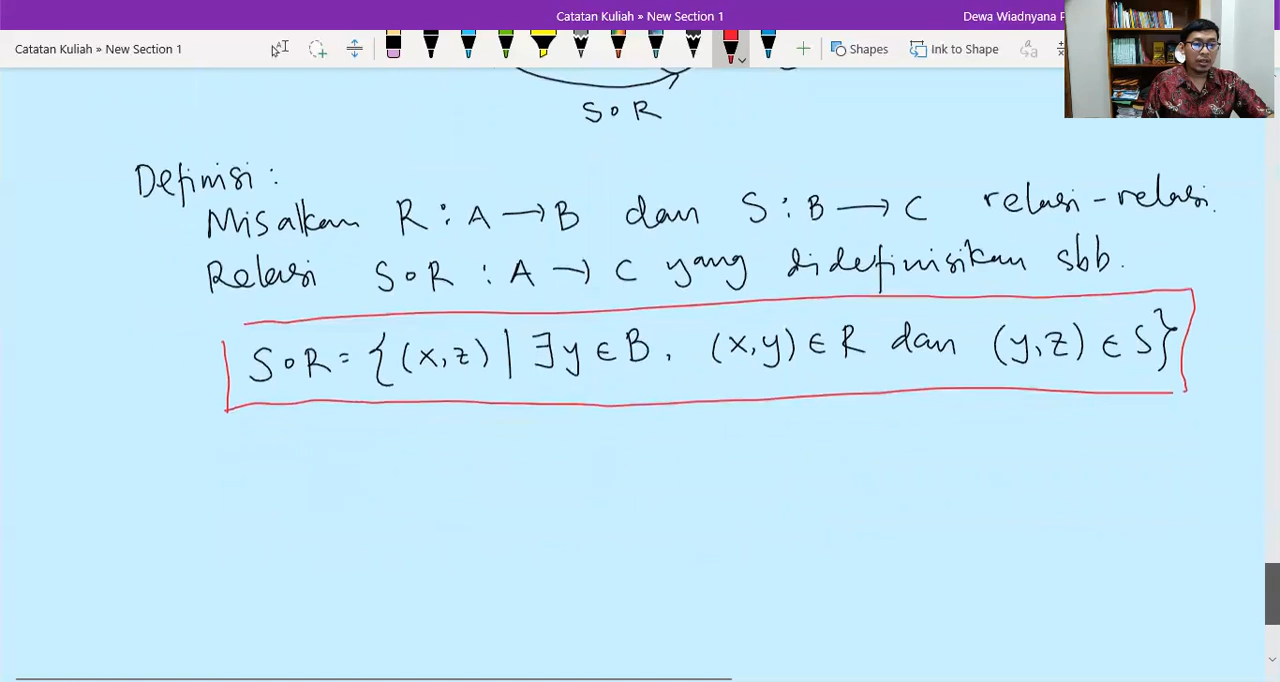 Catatan Kuliah » New Section 1
Dewa Wiadnyana
Catatan Kuliah » New Section 1
Shapes
Ink to Shape
S∘R
Definisi:
Misalkan R : A → B dan S : B → C relasi-relasi.
Relasi S∘R : A → C yang didefinisikan sbb.
S∘R = {(x,z) | ∃y ∈ B, (x,y) ∈ R dan (y,z) ∈ S}